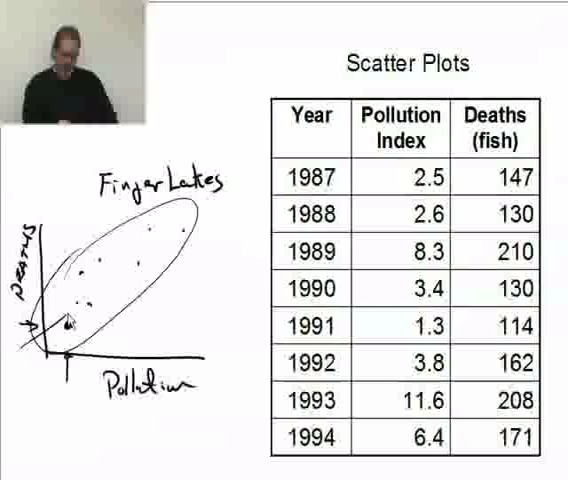 Scatter Plots
Year Pollution Index Deaths (fish)
1987 2.5 147
1988 2.6 130
1989 8.3 210
1990 3.4 130
1991 1.3 114
1992 3.8 162
1993 11.6 208
1994 6.4 171
Finger Lakes
DEATHS
Pollution